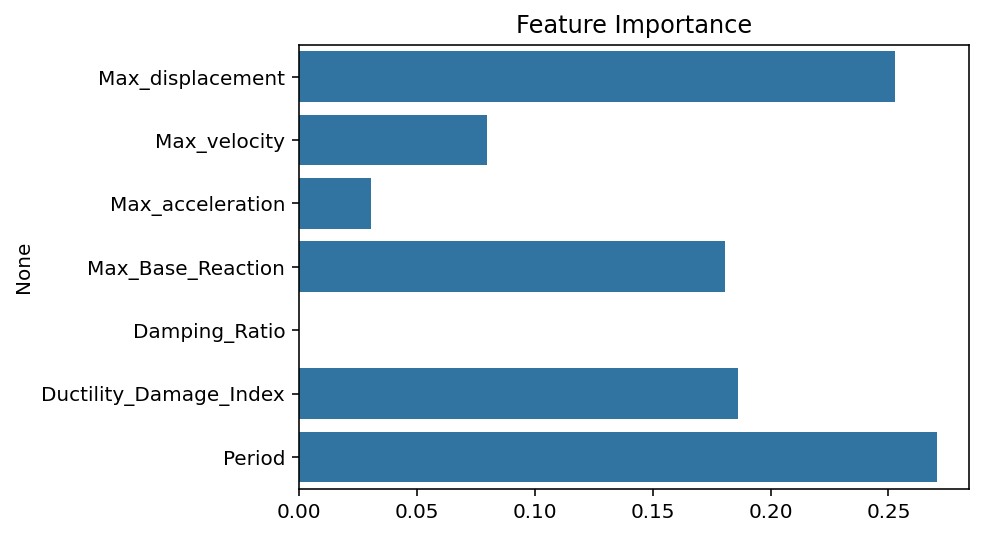 Feature Importance
Max_displacement
Max_velocity
Max_acceleration
Max_Base_Reaction
Damping_Ratio
Ductility_Damage_Index
Period
None
0.00 0.05 0.10 0.15 0.20 0.25